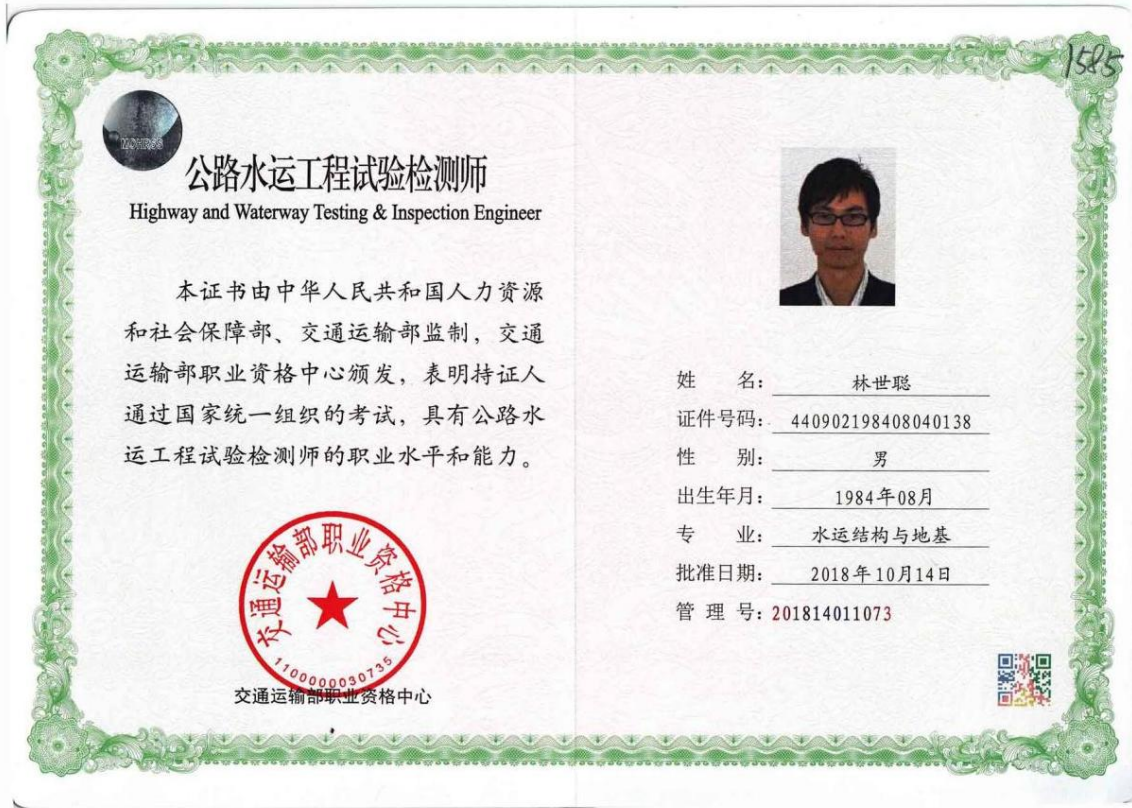 1585
MOHRSS
公路水运工程试验检测师
Highway and Waterway Testing & Inspection Engineer
本证书由中华人民共和国人力资源
和社会保障部、交通运输部监制，交通
运输部职业资格中心颁发，表明持证人
通过国家统一组织的考试，具有公路水
运工程试验检测师的职业水平和能力。
交通运输部职业资格中心
1100000030735
交通运输部职业资格中心
姓 名： 林世聪
证件号码： 440902198408040138
性 别： 男
出生年月： 1984年08月
专 业： 水运结构与地基
批准日期： 2018年10月14日
管 理 号：201814011073